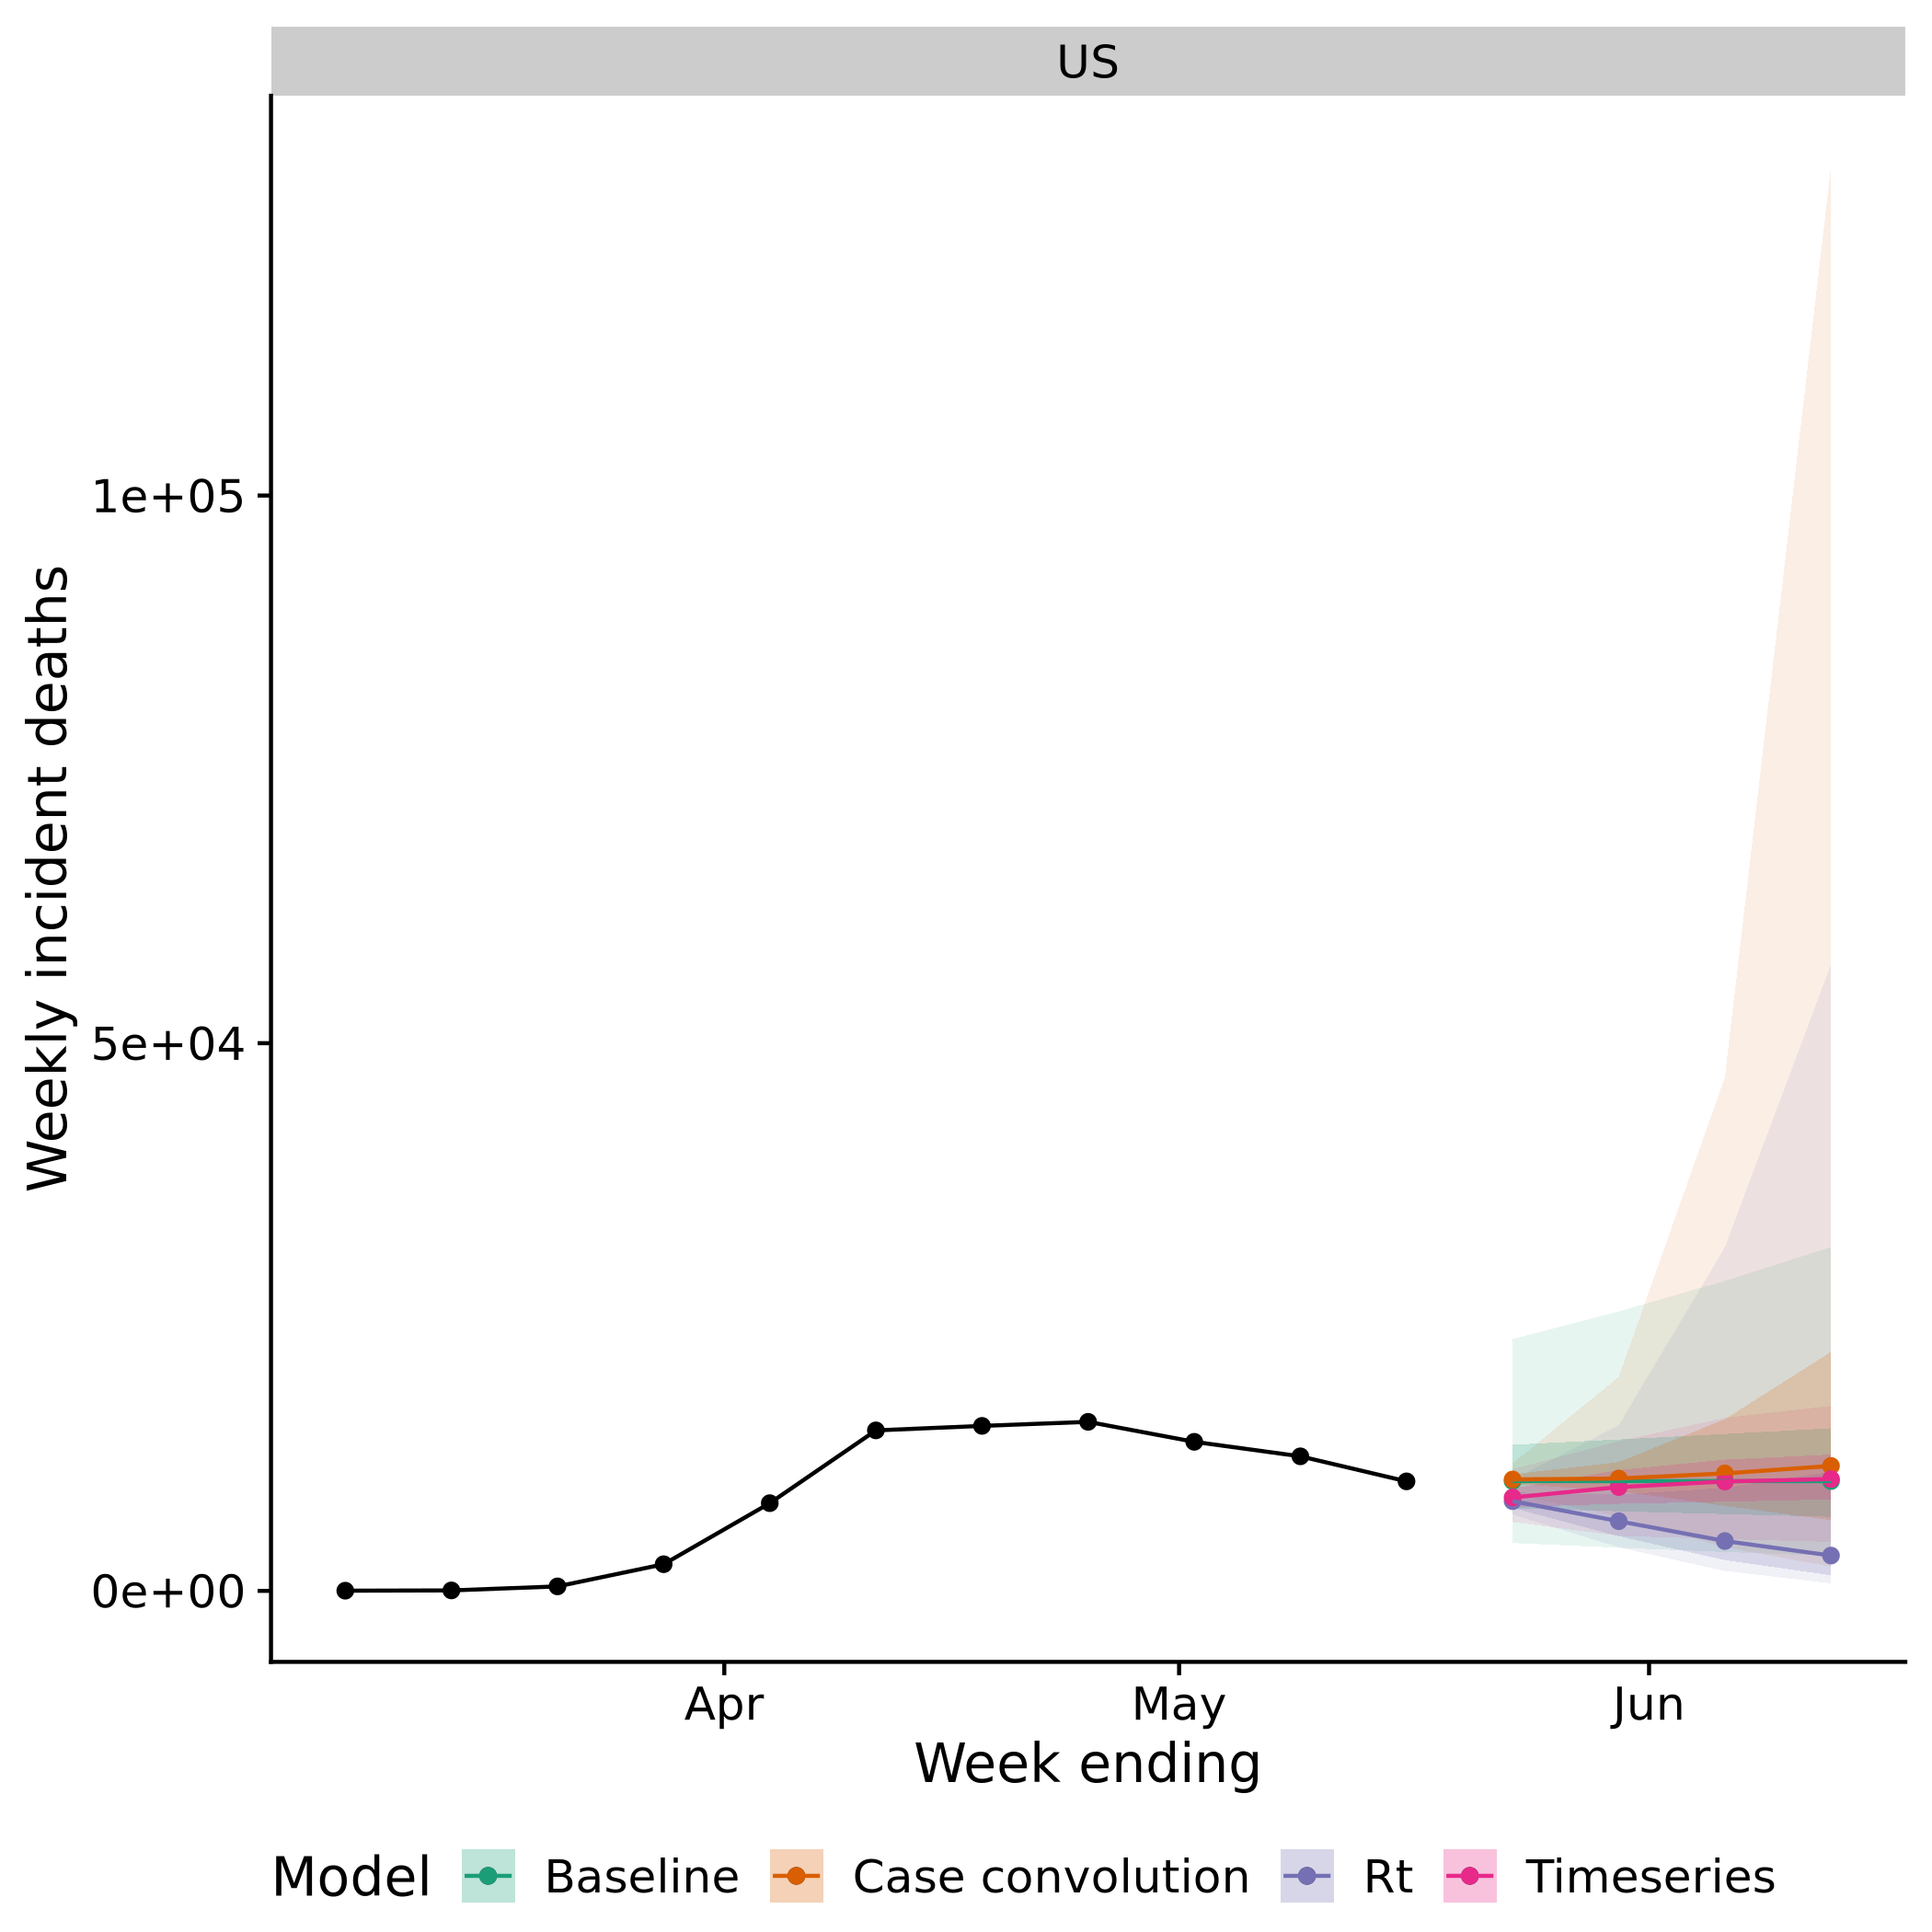 US
Weekly incident deaths
1e+05
5e+04
0e+00
Apr May Jun
Week ending
Model Baseline Case convolution Rt Timeseries